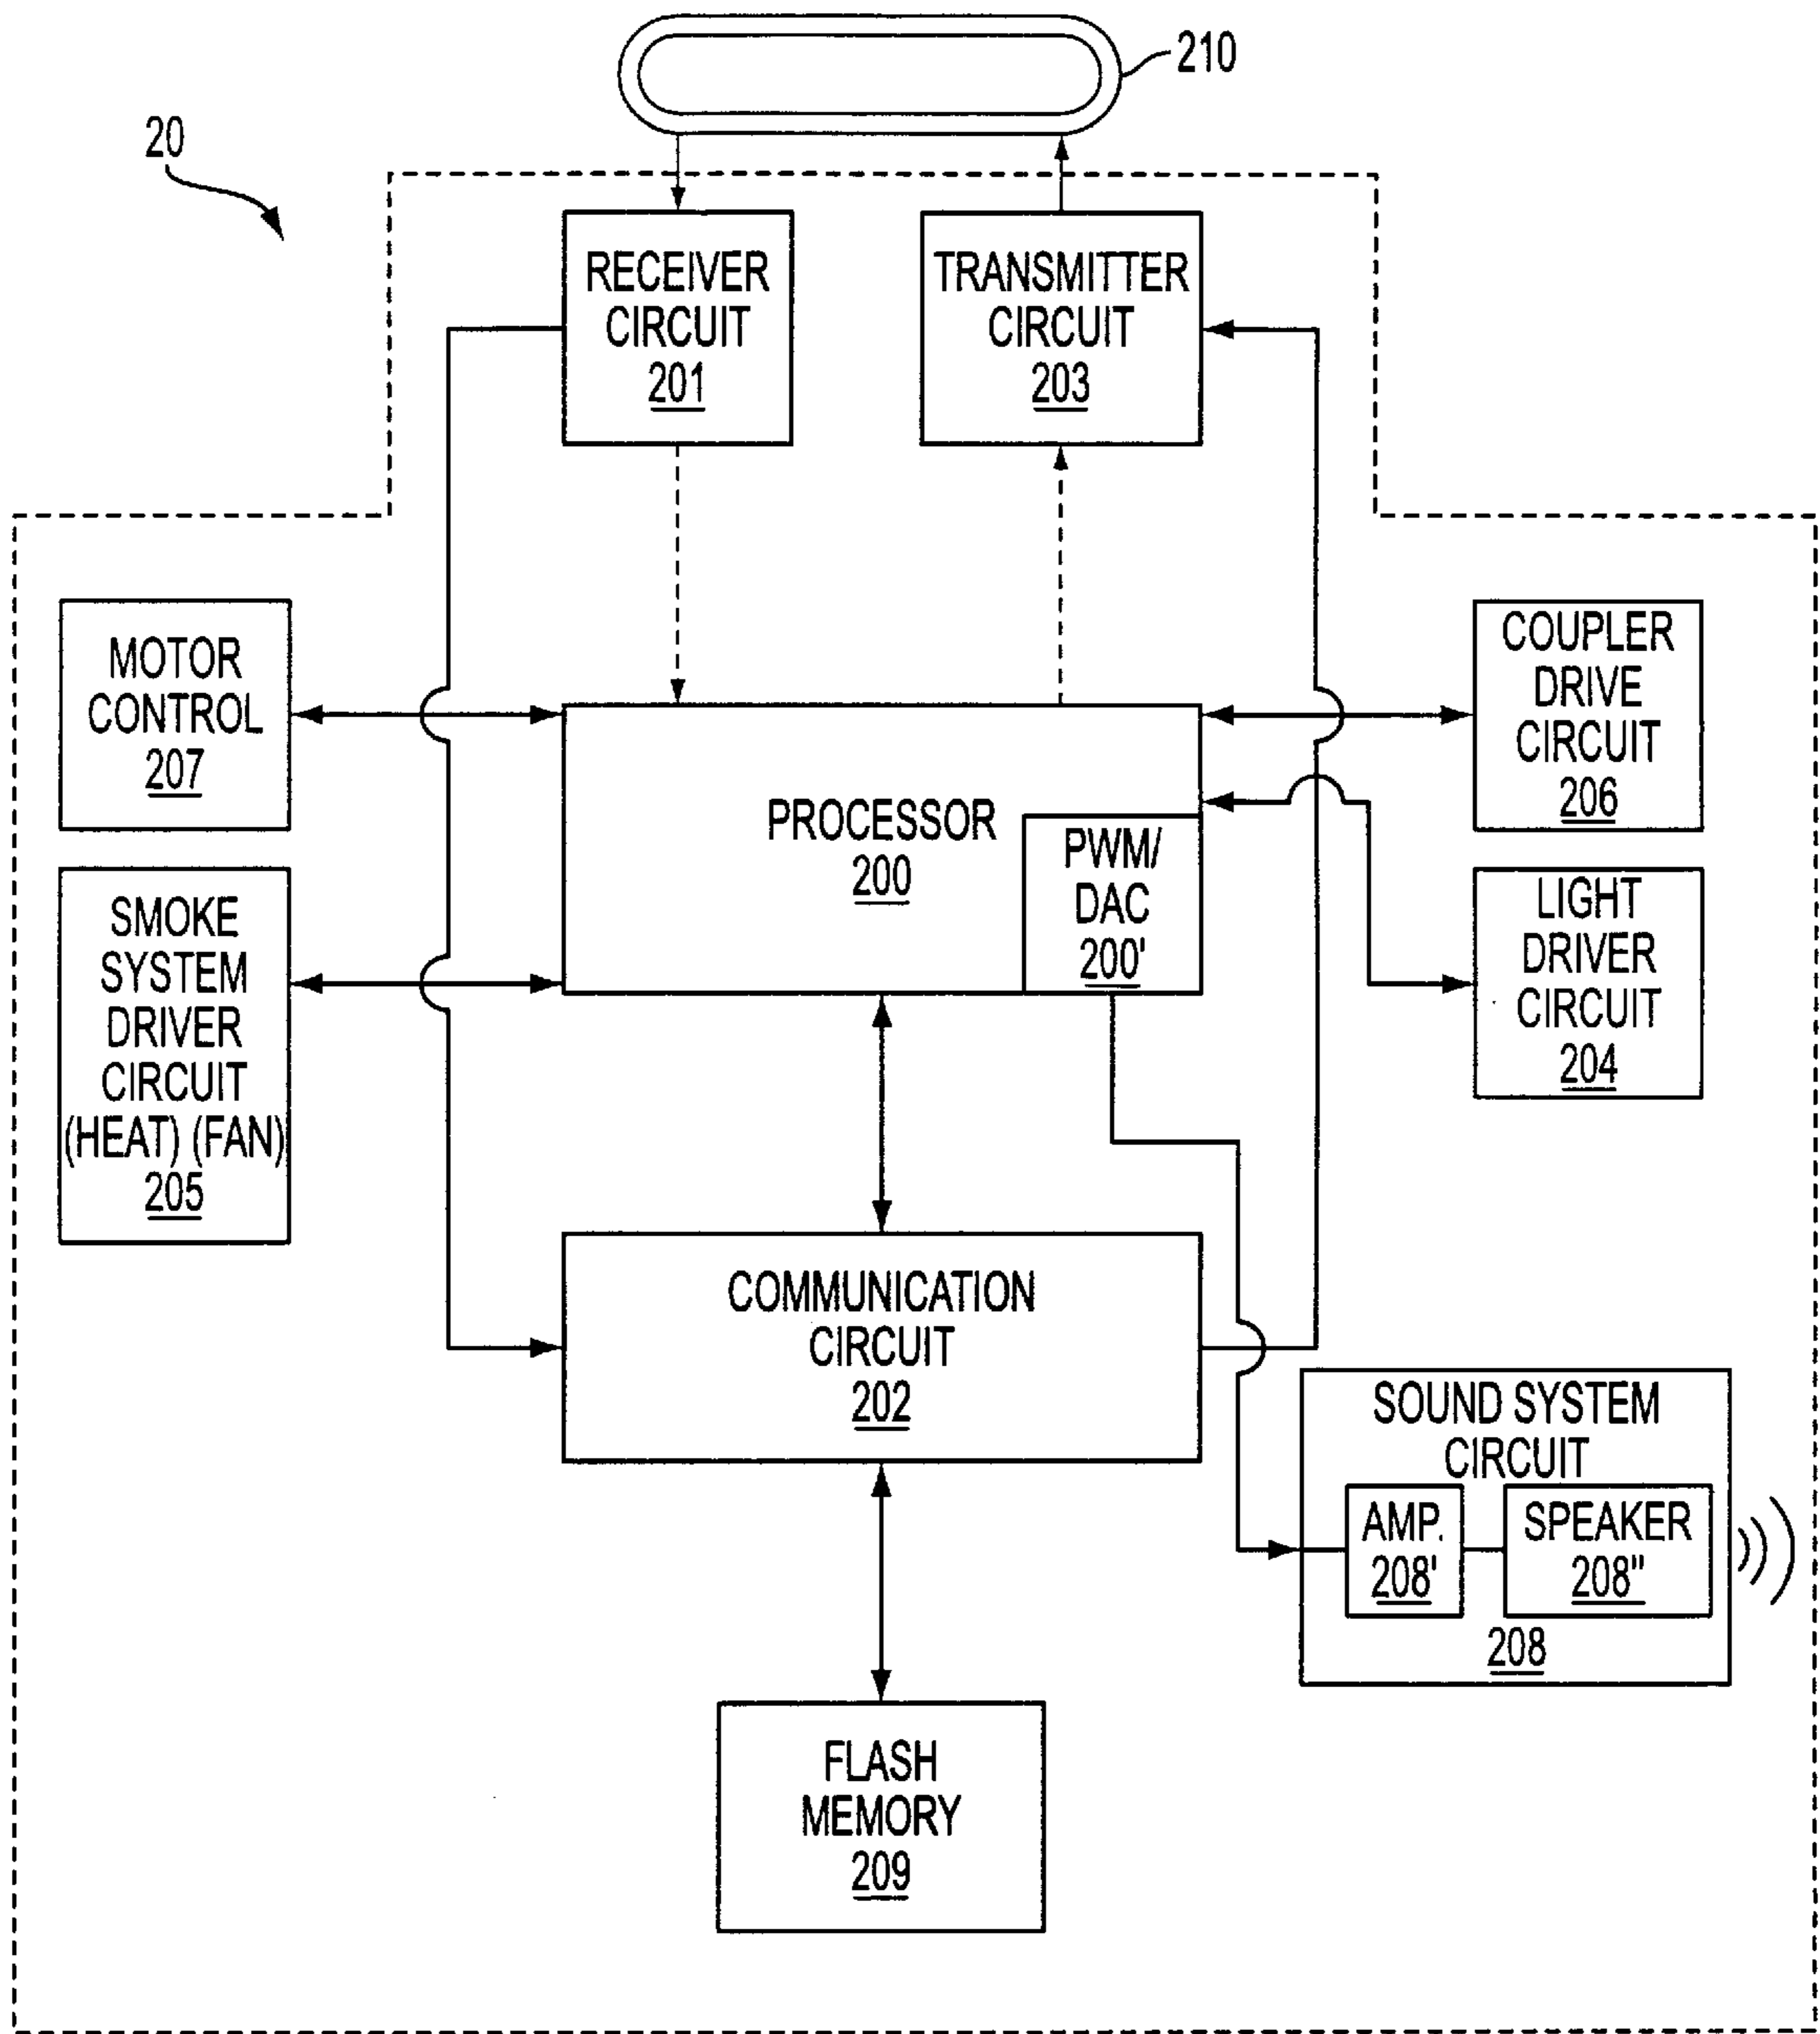 210
20
RECEIVER
CIRCUIT
201
TRANSMITTER
CIRCUIT
203
MOTOR
CONTROL
207
COUPLER
DRIVE
CIRCUIT
206
PROCESSOR
200
PWM/
DAC
200'
SMOKE
SYSTEM
DRIVER
CIRCUIT
(HEAT) (FAN)
205
LIGHT
DRIVER
CIRCUIT
204
COMMUNICATION
CIRCUIT
202
SOUND SYSTEM
CIRCUIT
AMP.
208'
SPEAKER
208"
208
FLASH
MEMORY
209